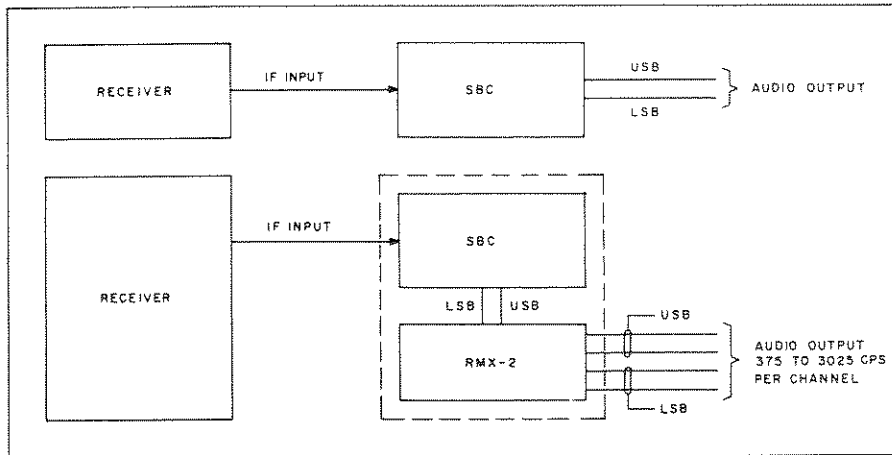 RECEIVER
IF INPUT
SBC
USB
LSB
AUDIO OUTPUT
RECEIVER
IF INPUT
SBC
LSB
USB
RMX-2
USB
LSB
AUDIO OUTPUT
375 TO 3025 CPS
PER CHANNEL